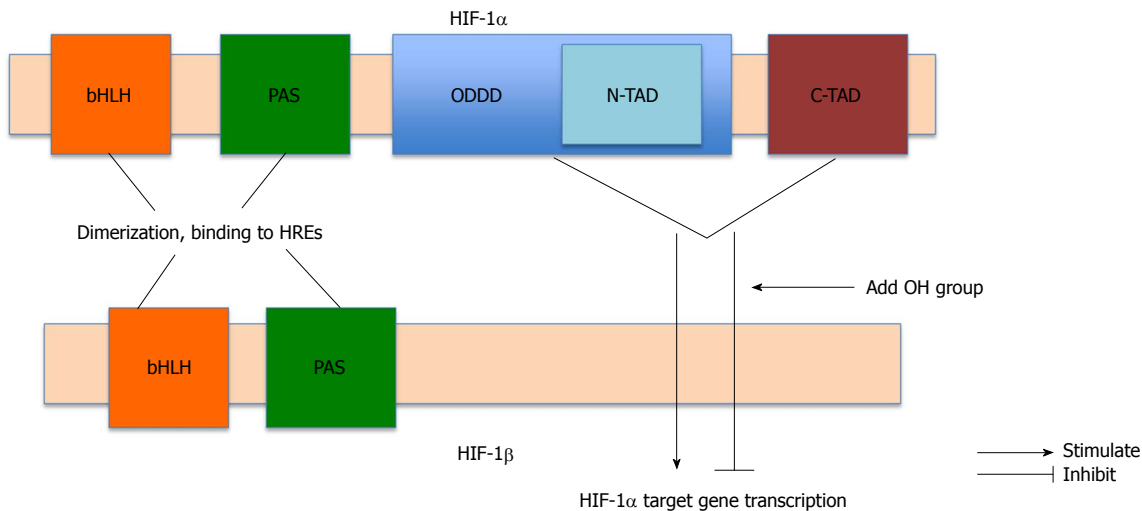 HIF-1α
bHLH
PAS
ODDD
N-TAD
C-TAD
Dimerization, binding to HREs
Add OH group
bHLH
PAS
HIF-1β
Stimulate
Inhibit
HIF-1α target gene transcription